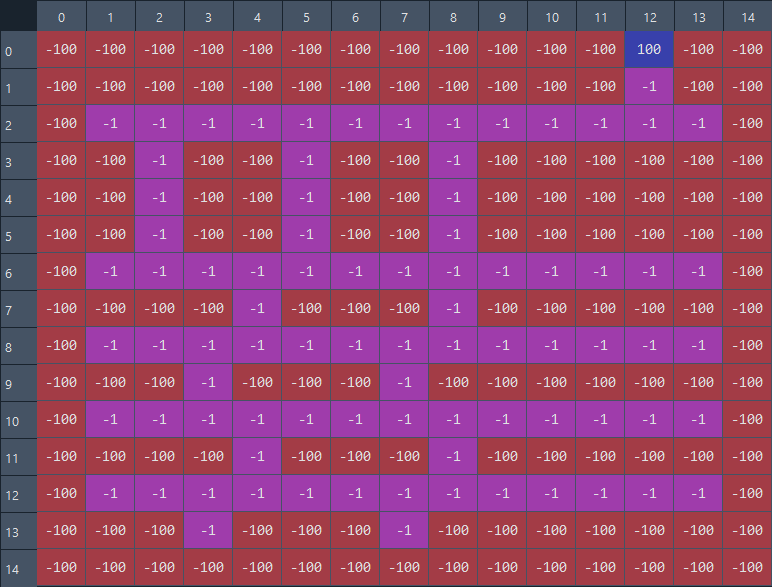 0 1 2 3 4 5 6 7 8 9 10 11 12 13 14
0 -100 -100 -100 -100 -100 -100 -100 -100 -100 -100 -100 -100 100 -100 -100
1 -100 -100 -100 -100 -100 -100 -100 -100 -100 -100 -100 -100 -1 -100 -100
2 -100 -1 -1 -1 -1 -1 -1 -1 -1 -1 -1 -1 -1 -1 -100
3 -100 -100 -1 -100 -100 -1 -100 -100 -1 -100 -100 -100 -100 -100 -100
4 -100 -100 -1 -100 -100 -1 -100 -100 -1 -100 -100 -100 -100 -100 -100
5 -100 -100 -1 -100 -100 -1 -100 -100 -1 -100 -100 -100 -100 -100 -100
6 -100 -1 -1 -1 -1 -1 -1 -1 -1 -1 -1 -1 -1 -1 -100
7 -100 -100 -100 -100 -1 -100 -100 -100 -1 -100 -100 -100 -100 -100 -100
8 -100 -1 -1 -1 -1 -1 -1 -1 -1 -1 -1 -1 -1 -1 -100
9 -100 -100 -100 -1 -100 -100 -100 -1 -100 -100 -100 -100 -100 -100 -100
10 -100 -1 -1 -1 -1 -1 -1 -1 -1 -1 -1 -1 -1 -1 -100
11 -100 -100 -100 -100 -1 -100 -100 -100 -1 -100 -100 -100 -100 -100 -100
12 -100 -1 -1 -1 -1 -1 -1 -1 -1 -1 -1 -1 -1 -1 -100
13 -100 -100 -100 -1 -100 -100 -100 -1 -100 -100 -100 -100 -100 -100 -100
14 -100 -100 -100 -100 -100 -100 -100 -100 -100 -100 -100 -100 -100 -100 -100